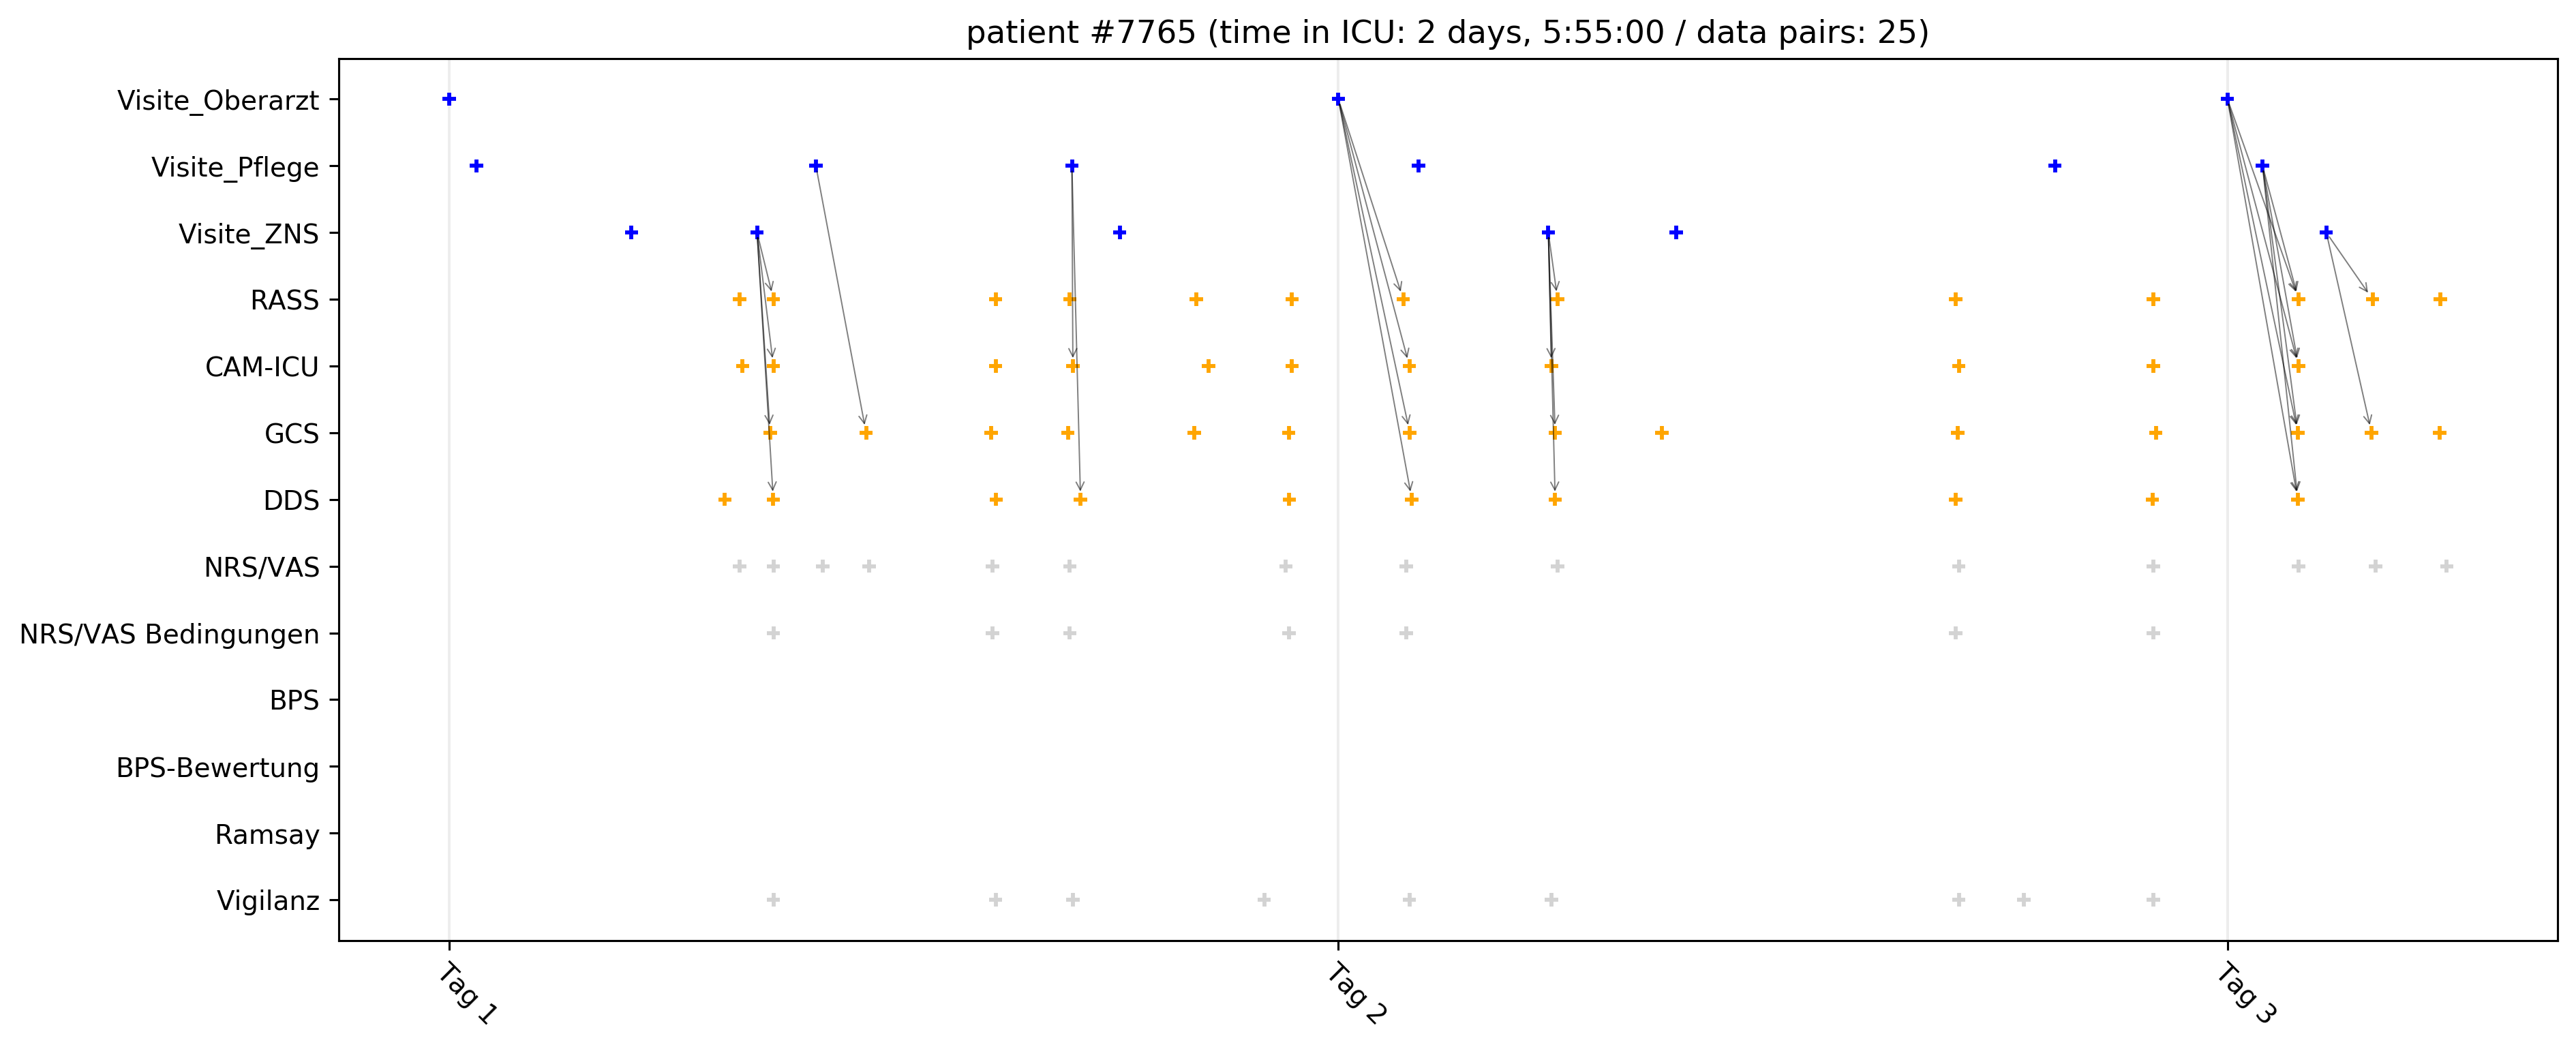 patient #7765 (time in ICU: 2 days, 5:55:00 / data pairs: 25)
Visite_Oberarzt
Visite_Pflege
Visite_ZNS
RASS
CAM-ICU
GCS
DDS
NRS/VAS
NRS/VAS Bedingungen
BPS
BPS-Bewertung
Ramsay
Vigilanz
Tag 1
Tag 2
Tag 3